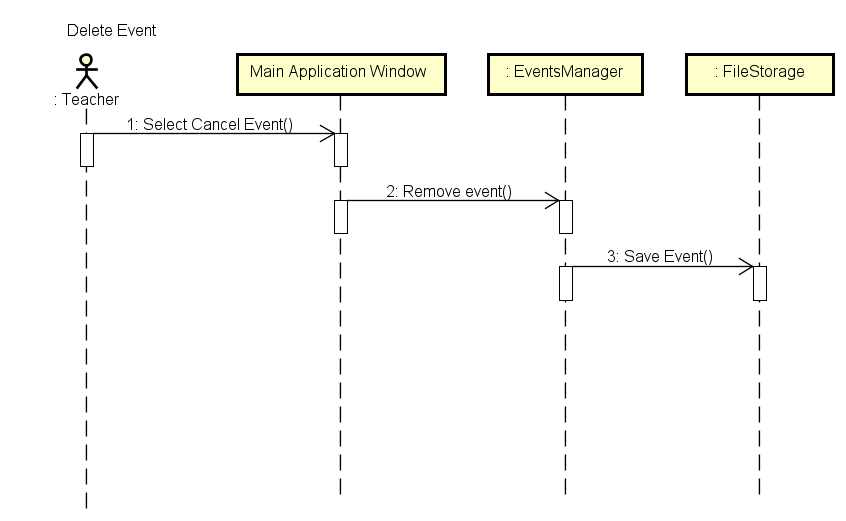 Delete Event
: Teacher
Main Application Window
: EventsManager
: FileStorage
1: Select Cancel Event()
2: Remove event()
3: Save Event()